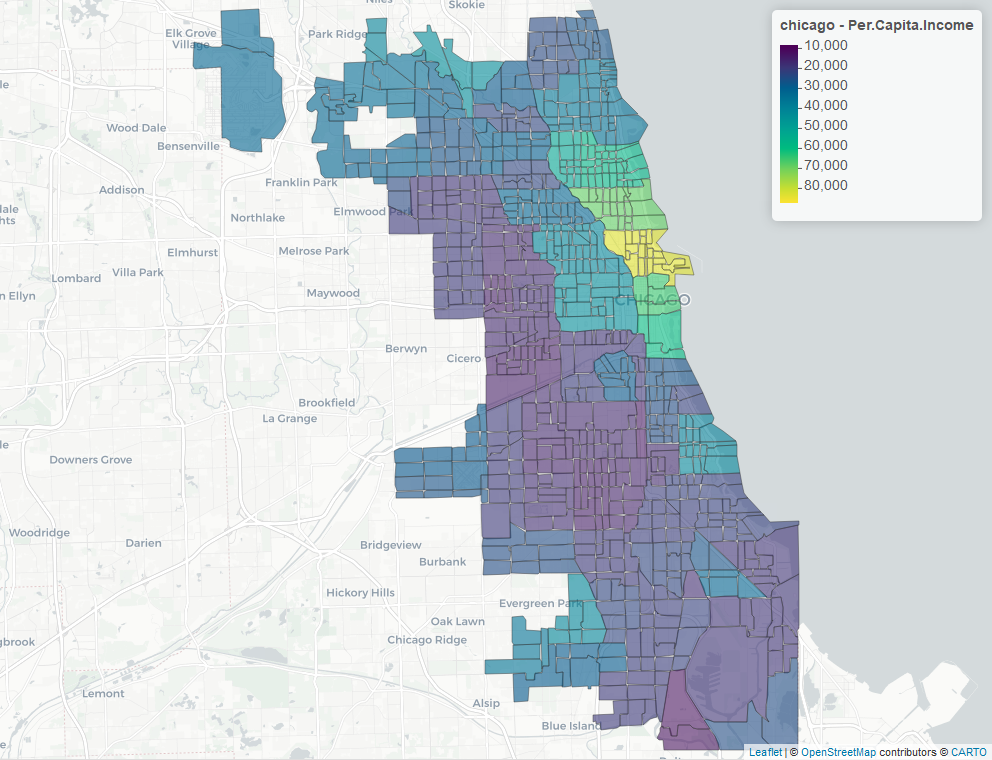 Niles
Skokie
Elk Grove
Village
Park Ridge
Wood Dale
Bensenville
Addison
Franklin Park
Northlake
Elmwood Park
Elmhurst
Melrose Park
Lombard
Villa Park
n Ellyn
Maywood
CHICAGO
Berwyn
Cicero
Brookfield
La Grange
Downers Grove
Woodridge
Darien
Bridgeview
Burbank
Hickory Hills
Evergreen Park
Oak Lawn
Chicago Ridge
gbrook
Lemont
Alsip
Blue Island
chicago - Per.Capita.Income
10,000
20,000
30,000
40,000
50,000
60,000
70,000
80,000
Leaflet | © OpenStreetMap contributors © CARTO